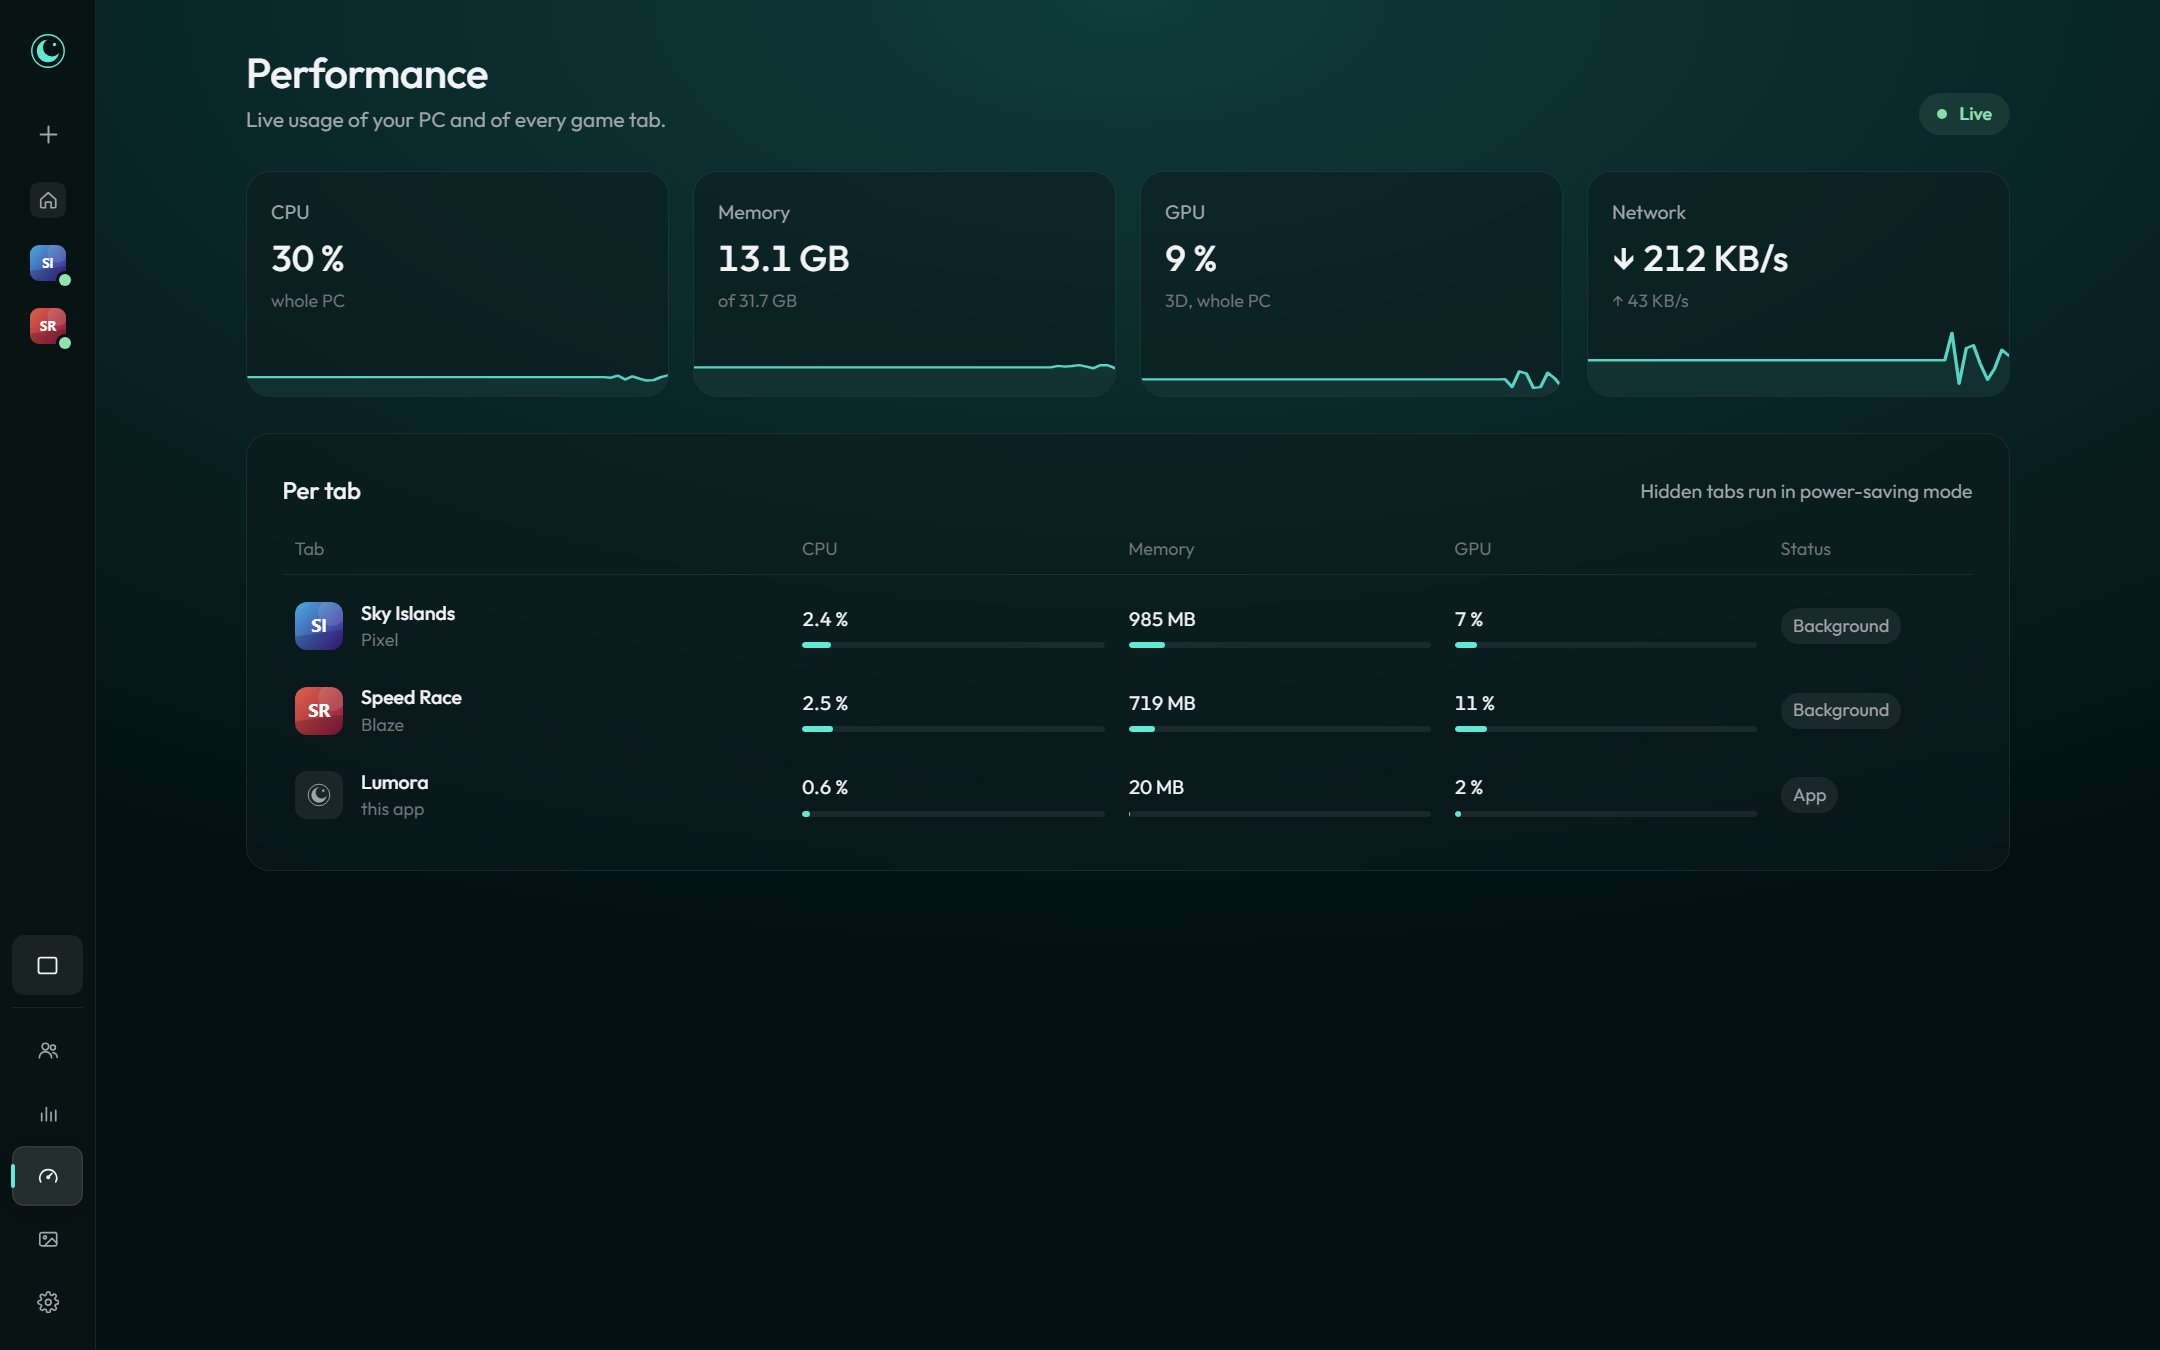 Performance
Live usage of your PC and of every game tab.
Live
CPU
30 %
whole PC
Memory
13.1 GB
of 31.7 GB
GPU
9 %
3D, whole PC
Network
↓ 212 KB/s
↑ 43 KB/s
SI
SR
Per tab
Hidden tabs run in power-saving mode
Tab CPU Memory GPU Status
SI
Sky Islands
Pixel
2.4 % 985 MB 7 % Background
SR
Speed Race
Blaze
2.5 % 719 MB 11 % Background
Lumora
this app
0.6 % 20 MB 2 % App